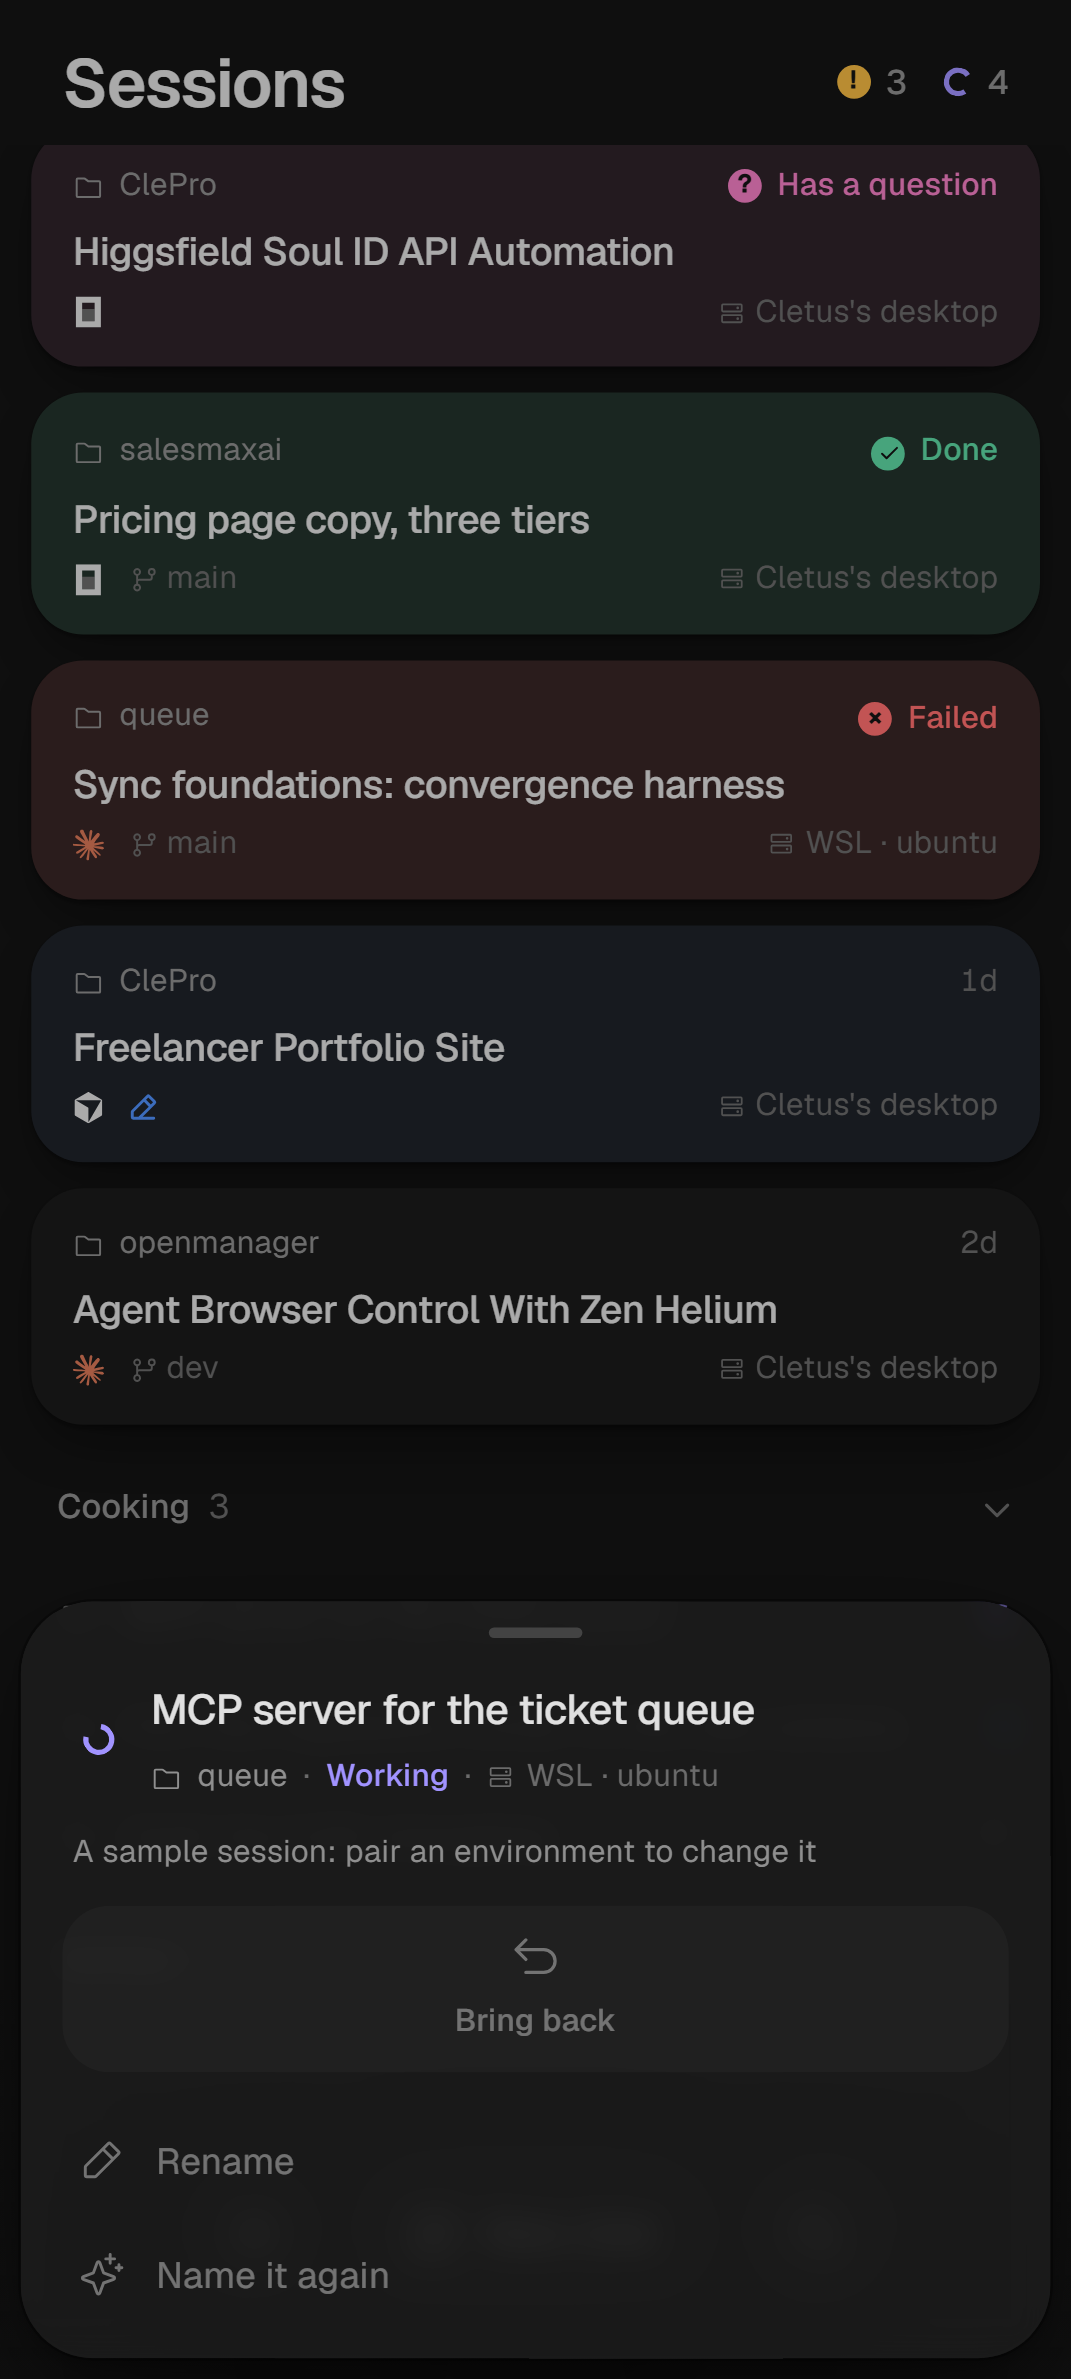 Sessions
3
4
ClePro
Has a question
Higgsfield Soul ID API Automation
Cletus's desktop
salesmaxai
Done
Pricing page copy, three tiers
main
Cletus's desktop
queue
Failed
Sync foundations: convergence harness
main
WSL · ubuntu
ClePro
1d
Freelancer Portfolio Site
Cletus's desktop
openmanager
2d
Agent Browser Control With Zen Helium
dev
Cletus's desktop
Cooking 3
MCP server for the ticket queue
queue · Working · WSL · ubuntu
A sample session: pair an environment to change it
Bring back
Rename
Name it again